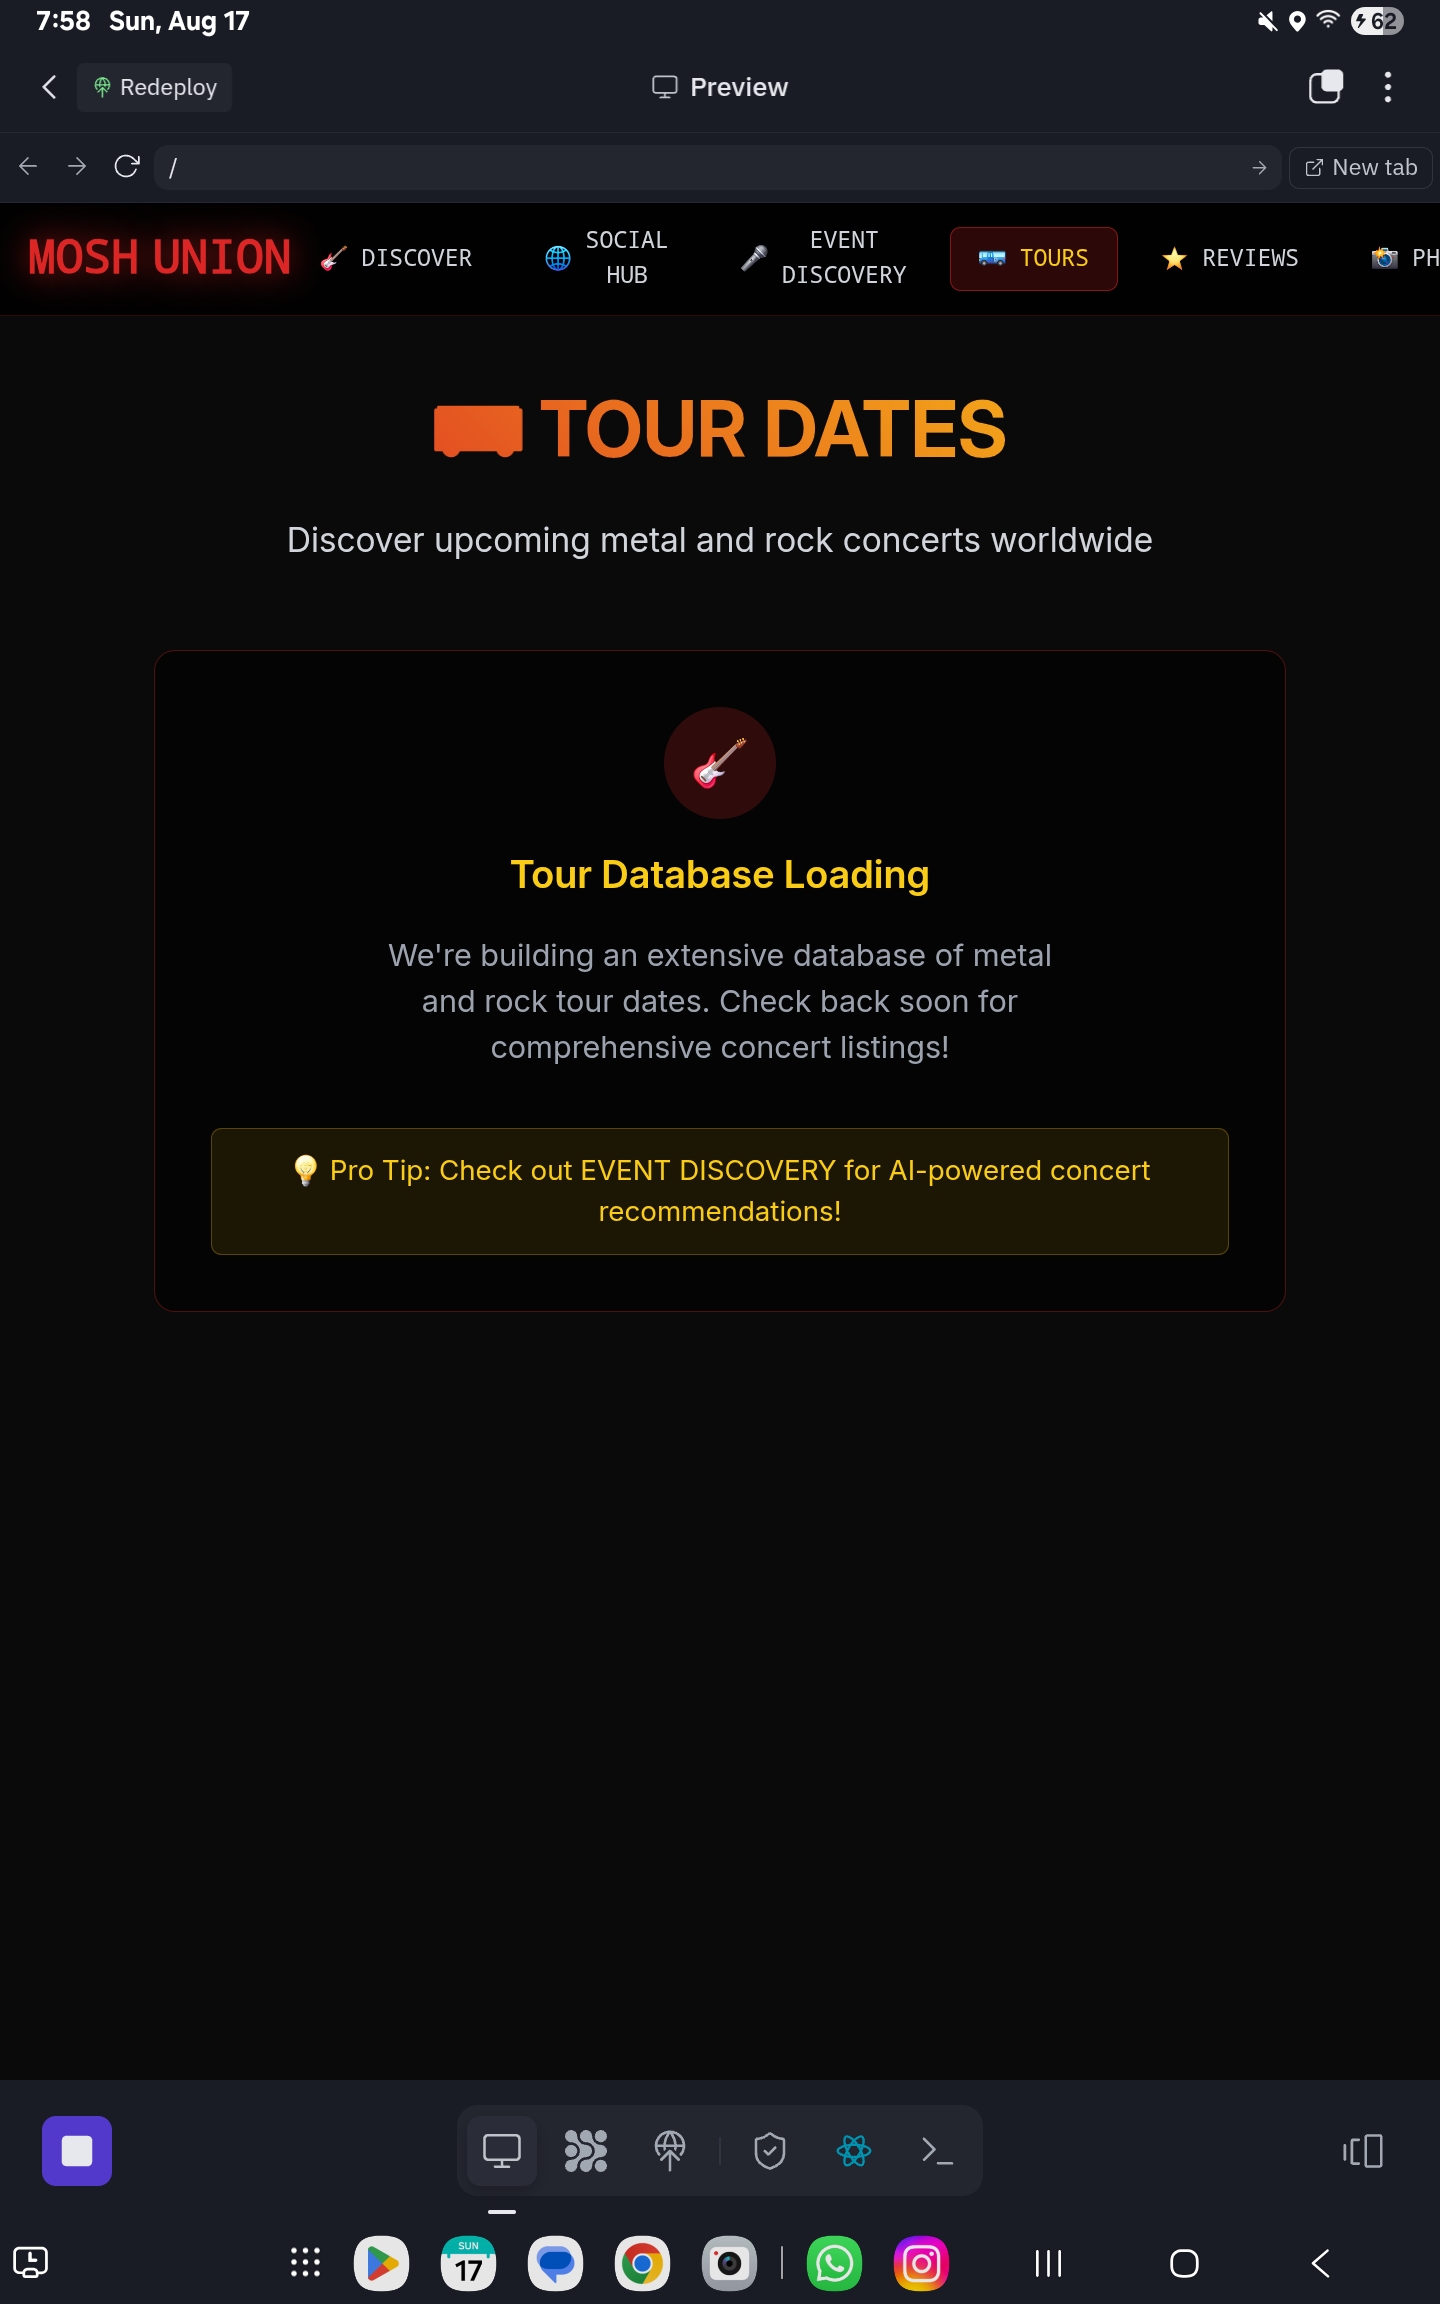 7:58 Sun, Aug 17
62
Redeploy
Preview
/
New tab
MOSH UNION
DISCOVER
SOCIAL
HUB
EVENT
DISCOVERY
TOURS
REVIEWS
PH
TOUR DATES
Discover upcoming metal and rock concerts worldwide
Tour Database Loading
We're building an extensive database of metal
and rock tour dates. Check back soon for
comprehensive concert listings!
Pro Tip: Check out EVENT DISCOVERY for AI-powered concert
recommendations!
SUN
17